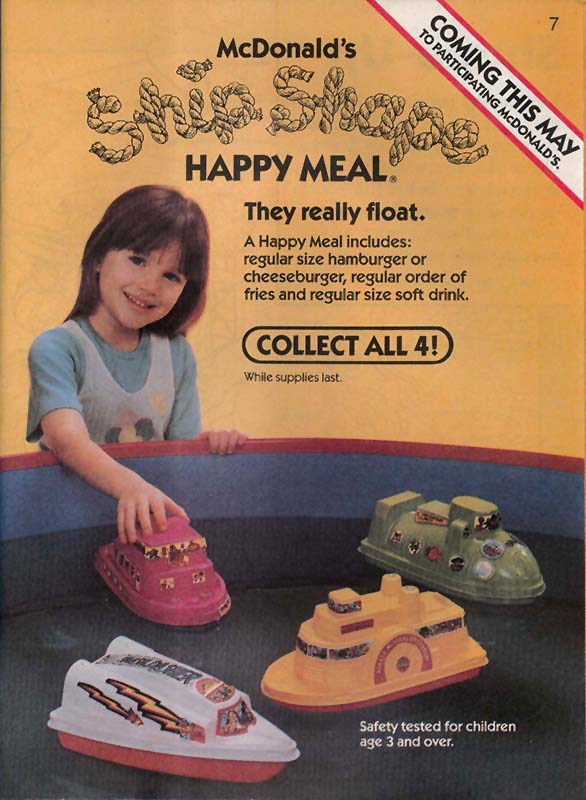 7
COMING THIS MAY
TO PARTICIPATING McDONALD'S.
McDonald's
Ship Shape
HAPPY MEAL®
They really float.
A Happy Meal includes:
regular size hamburger or
cheeseburger, regular order of
fries and regular size soft drink.
COLLECT ALL 4!
While supplies last.
Safety tested for children
age 3 and over.